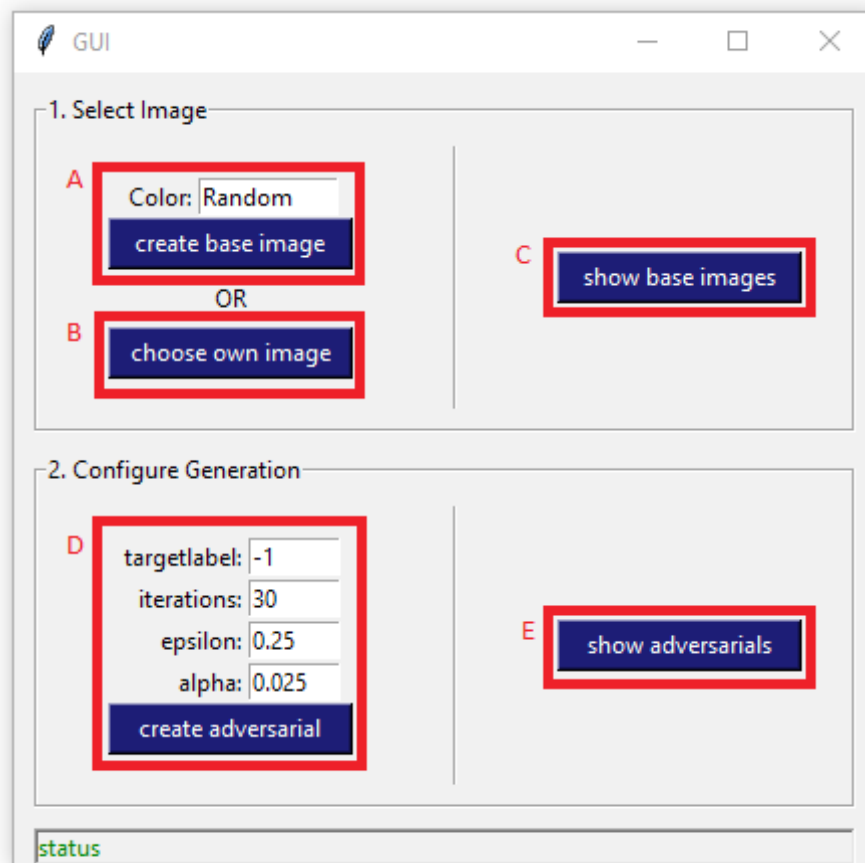 GUI
1. Select Image
A
Color: Random
create base image
OR
B
choose own image
C
show base images
2. Configure Generation
D
targetlabel: -1
iterations: 30
epsilon: 0.25
alpha: 0.025
create adversarial
E
show adversarials
status